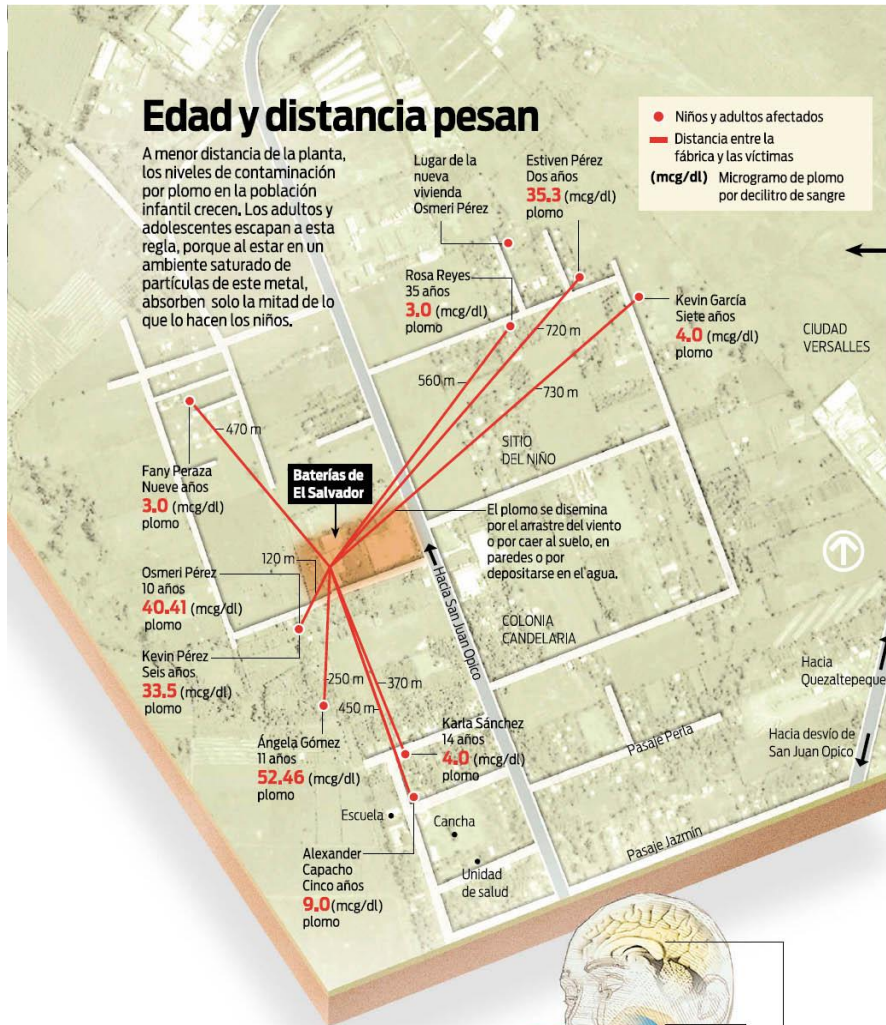 Edad y distancia pesan
A menor distancia de la planta,
los niveles de contaminación
por plomo en la población
infantil crecen. Los adultos y
adolescentes escapan a esta
regla, porque al estar en un
ambiente saturado de
partículas de este metal,
absorben solo la mitad de lo
que lo hacen los niños.
Niños y adultos afectados
Distancia entre la
fábrica y las víctimas
(mcg/dl) Microgramo de plomo
por decilitro de sangre
Lugar de la
nueva
vivienda
Osmeri Pérez
Estiven Pérez
Dos años
35.3 (mcg/dl)
plomo
Rosa Reyes
35 años
3.0 (mcg/dl)
plomo
Kevin García
Siete años
4.0 (mcg/dl)
plomo
CIUDAD
VERSALLES
720 m
560 m
730 m
470 m
SITIO
DEL NIÑO
Fany Peraza
Nueve años
3.0 (mcg/dl)
plomo
Baterías de
El Salvador
El plomo se disemina
por el arrastre del viento
o por caer al suelo, en
paredes o por
depositarse en el agua.
120 m
Osmeri Pérez
10 años
40.41 (mcg/dl)
plomo
Hacia San Juan Opico
COLONIA
CANDELARIA
Kevin Pérez
Seis años
33.5 (mcg/dl)
plomo
250 m
370 m
450 m
Hacia
Quezaltepeque
Ángela Gómez
11 años
52.46 (mcg/dl)
plomo
Karla Sánchez
14 años
4.0 (mcg/dl)
plomo
Pasaje Perla
Hacia desvío de
San Juan Opico
Escuela
Cancha
Unidad
de salud
Pasaje Jazmín
Alexander
Capacho
Cinco años
9.0 (mcg/dl)
plomo